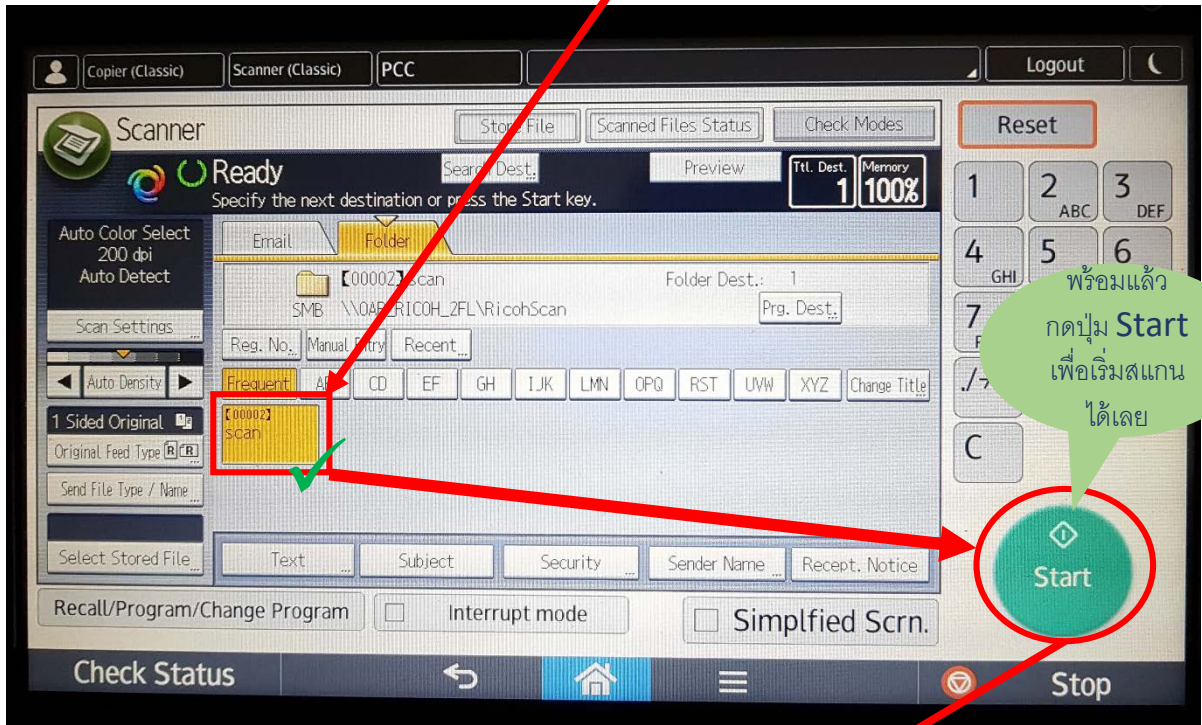 Copier (Classic)
Scanner (Classic)
PCC
Logout
Scanner
Store File
Scanned Files Status
Check Modes
Reset
Ready
Search Dest.
Preview
Ttl. Dest.
1
Memory
100%
Specify the next destination or press the Start key.
1
2 ABC
3 DEF
Auto Color Select
200 dpi
Auto Detect
Email
Folder
4 GHI
5
6
【00002】scan
Folder Dest.: 1
SMB
Prg. Dest.
พร้อมแล้ว
กดปุ่ม Start
เพื่อเริ่มสแกน
ได้เลย
7
Scan Settings
Reg. No.
Manual Entry
Recent
Auto Density
Frequent
CD
EF
GH
IJK
LMN
OPQ
RST
UVW
XYZ
Change Title
1 Sided Original
【00002】
scan
Original Feed Type
C
Send File Type / Name
Select Stored File
Text
Subject
Security
Sender Name
Recept. Notice
Start
Recall/Program/Change Program
Interrupt mode
Simplfied Scrn.
Check Status
Stop